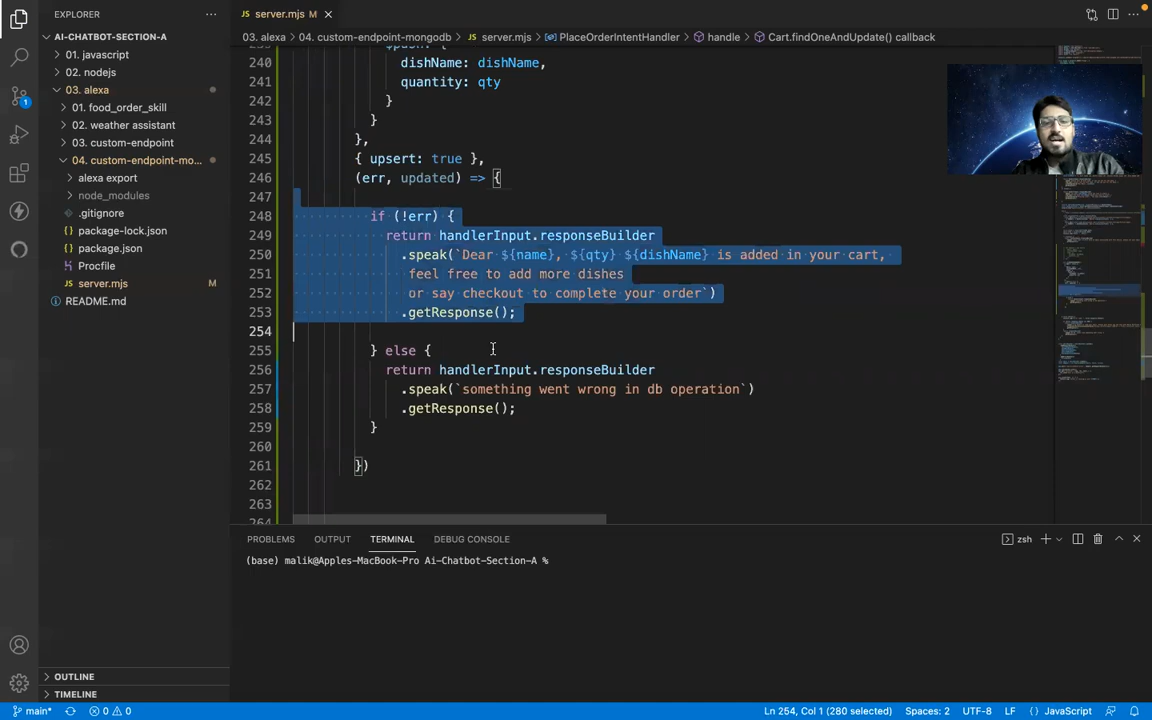 EXPLORER
server.mjs M
AI-CHATBOT-SECTION-A
03. alexa > 04. custom-endpoint-mongodb > server.mjs > PlaceOrderIntentHandler > handle > Cart.findOneAndUpdate() callback
01. javascript
02. nodejs
03. alexa
01. food_order_skill
02. weather assistant
03. custom-endpoint
04. custom-endpoint-mo...
alexa export
node_modules
.gitignore
package-lock.json
package.json
Procfile
server.mjs M
README.md
240 dishName: dishName,
241 quantity: qty
242 }
243 }
244 },
245 { upsert: true },
246 (err, updated) => {
247
248 if (!err) {
249 return handlerInput.responseBuilder
250 .speak(`Dear ${name}, ${qty} ${dishName} is added in your cart,
251 feel free to add more dishes
252 or say checkout to complete your order`)
253 .getResponse();
254
255 } else {
256 return handlerInput.responseBuilder
257 .speak(`something went wrong in db operation`)
258 .getResponse();
259 }
260
261 })
262
263
264
PROBLEMS OUTPUT TERMINAL DEBUG CONSOLE
zsh
(base) malik@Apples-MacBook-Pro Ai-Chatbot-Section-A %
OUTLINE
TIMELINE
1
main* 0 0 Ln 254, Col 1 (280 selected) Spaces: 2 UTF-8 LF {} JavaScript